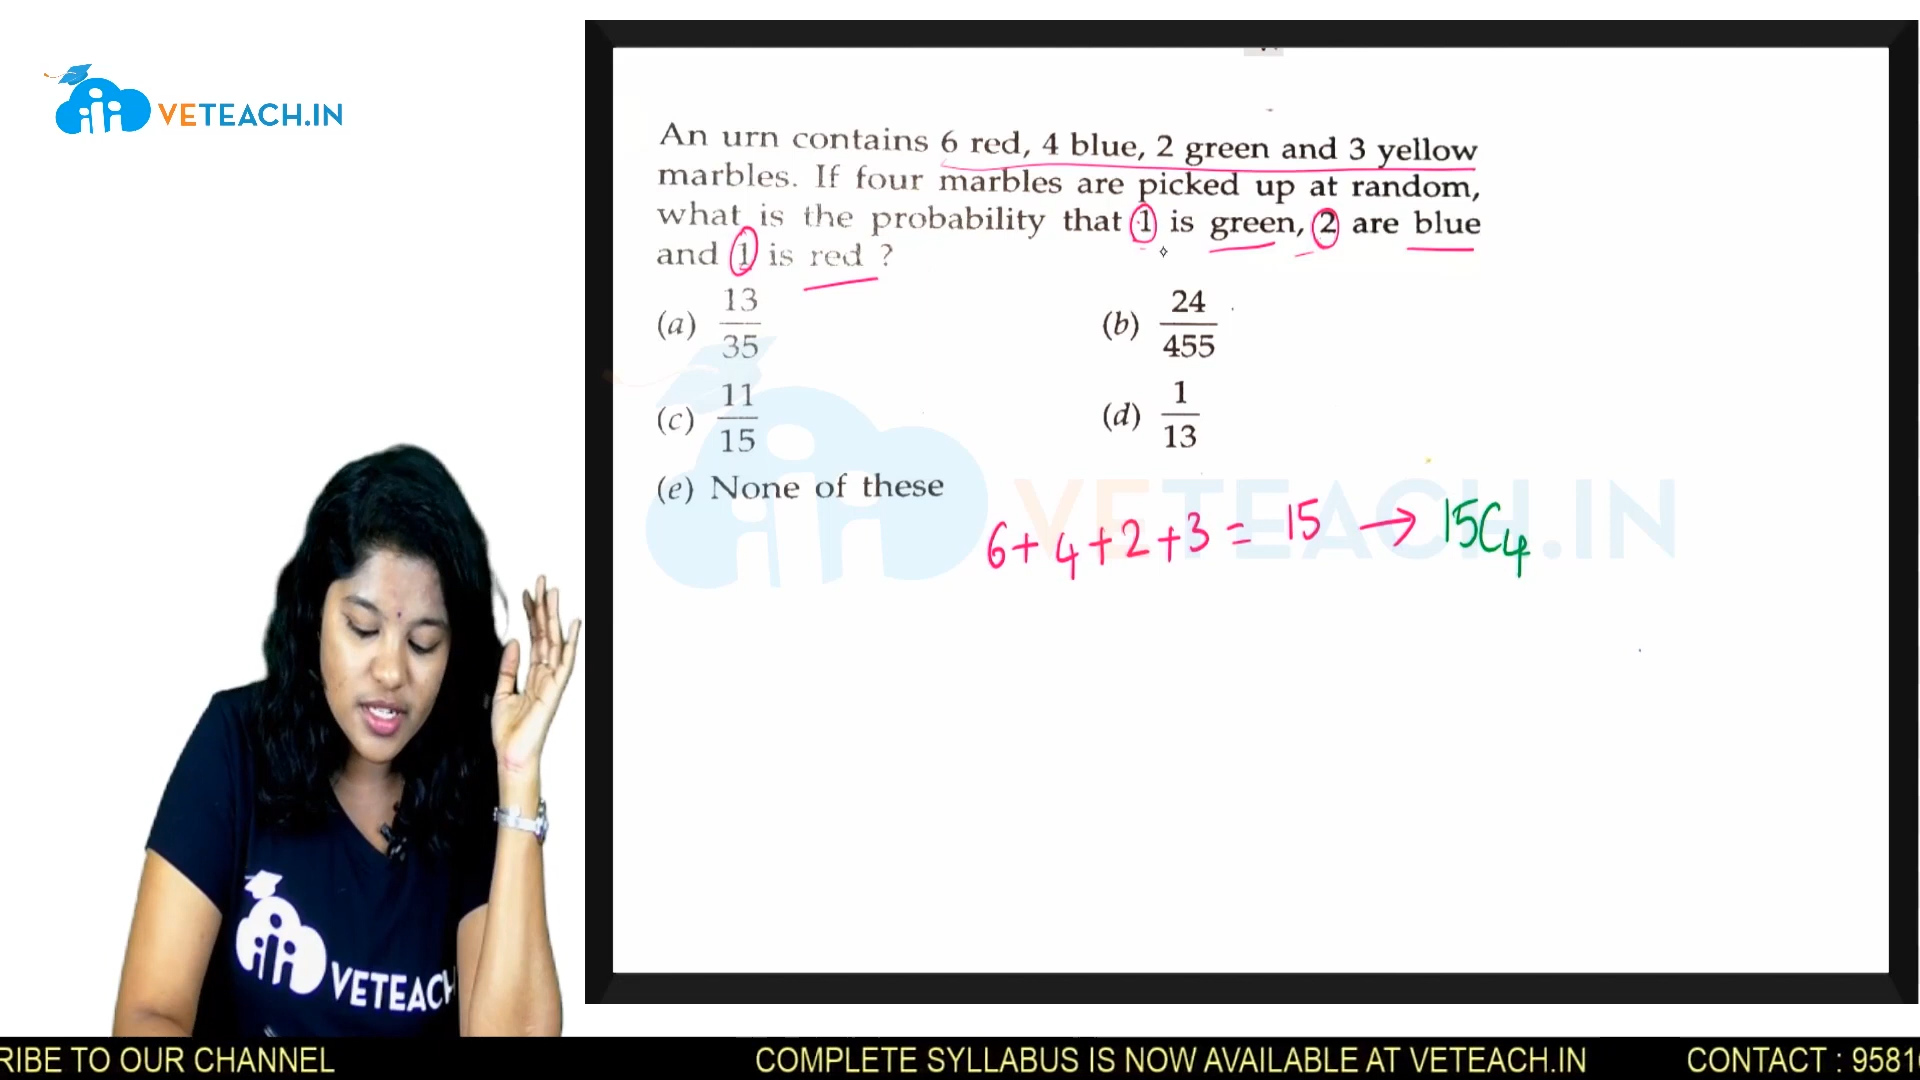 VETEACH.IN
An urn contains 6 red, 4 blue, 2 green and 3 yellow
marbles. If four marbles are picked up at random,
what is the probability that 1 is green, 2 are blue
and 1 is red ?
(a) 13/35
(b) 24/455
(c) 11/15
(d) 1/13
(e) None of these
VETEACH.IN
6+4+2+3=15 → 15C4
VETEACH
RIBE TO OUR CHANNEL COMPLETE SYLLABUS IS NOW AVAILABLE AT VETEACH.IN CONTACT : 9581